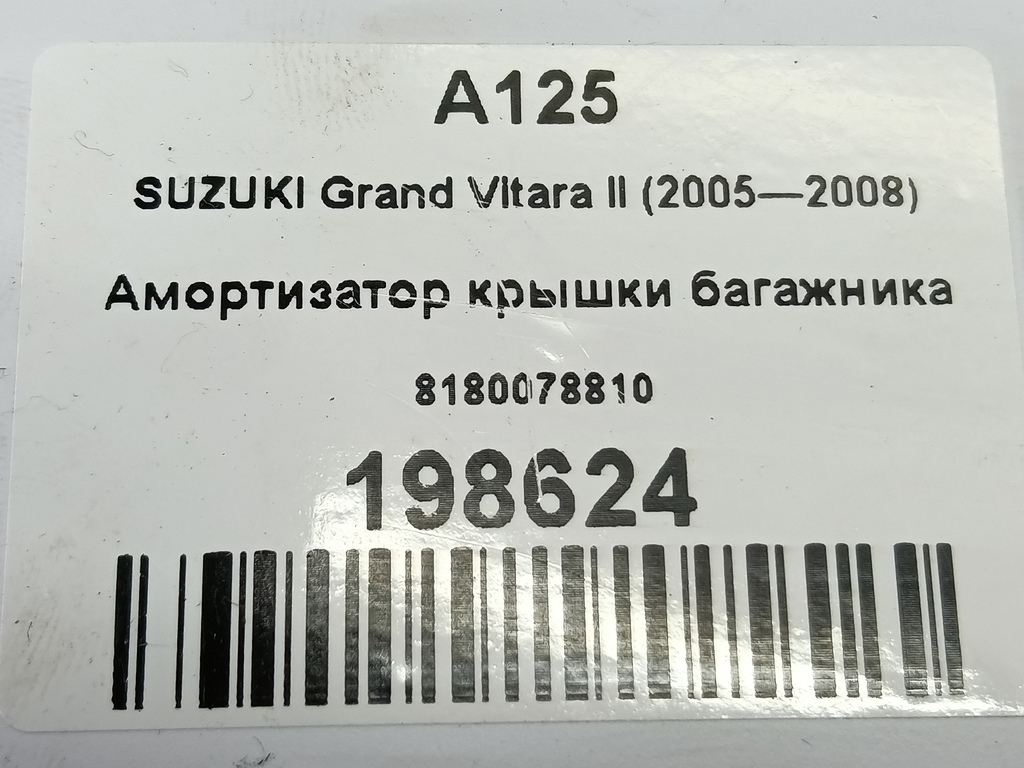 A125
SUZUKI Grand Vitara II (2005—2008)
Амортизатор крышки багажника
8180078810
198624